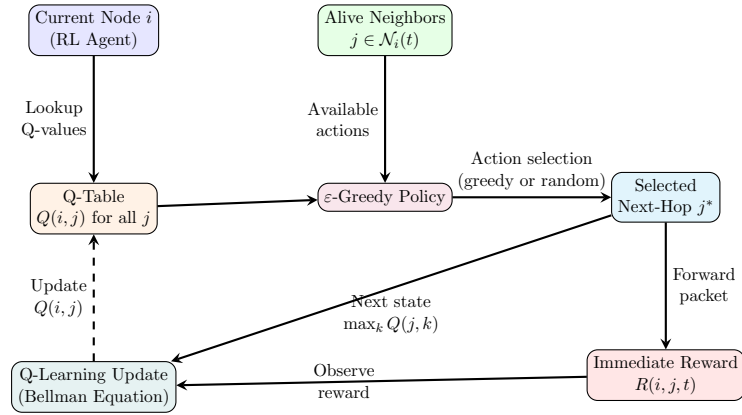 Current Node i
(RL Agent)
Alive Neighbors
j ∈ 𝒩ᵢ(t)
Lookup
Q-values
Available
actions
Q-Table
Q(i, j) for all j
ε-Greedy Policy
Action selection
(greedy or random)
Selected
Next-Hop j*
Update
Q(i, j)
Next state
maxₖ Q(j, k)
Forward
packet
Q-Learning Update
(Bellman Equation)
Observe
reward
Immediate Reward
R(i, j, t)